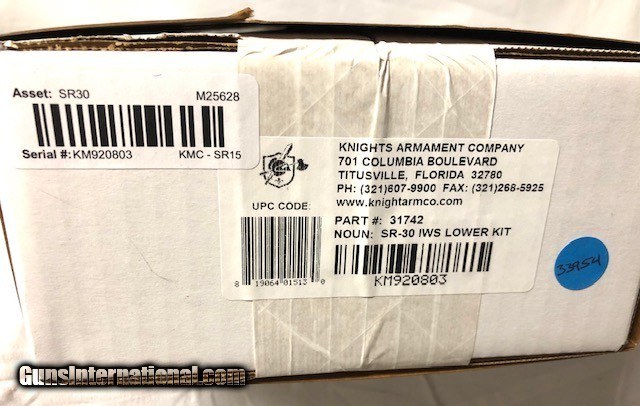 Asset: SR30 M25628
Serial #:KM920803 KMC - SR15
KNIGHTS ARMAMENT COMPANY
701 COLUMBIA BOULEVARD
TITUSVILLE, FLORIDA 32780
PH: (321)607-9900 FAX: (321)268-5925
www.knightarmco.com
UPC CODE:
PART #: 31742
NOUN: SR-30 IWS LOWER KIT
8 19064 01513 0
KM920803
33954
GunsInternational.com